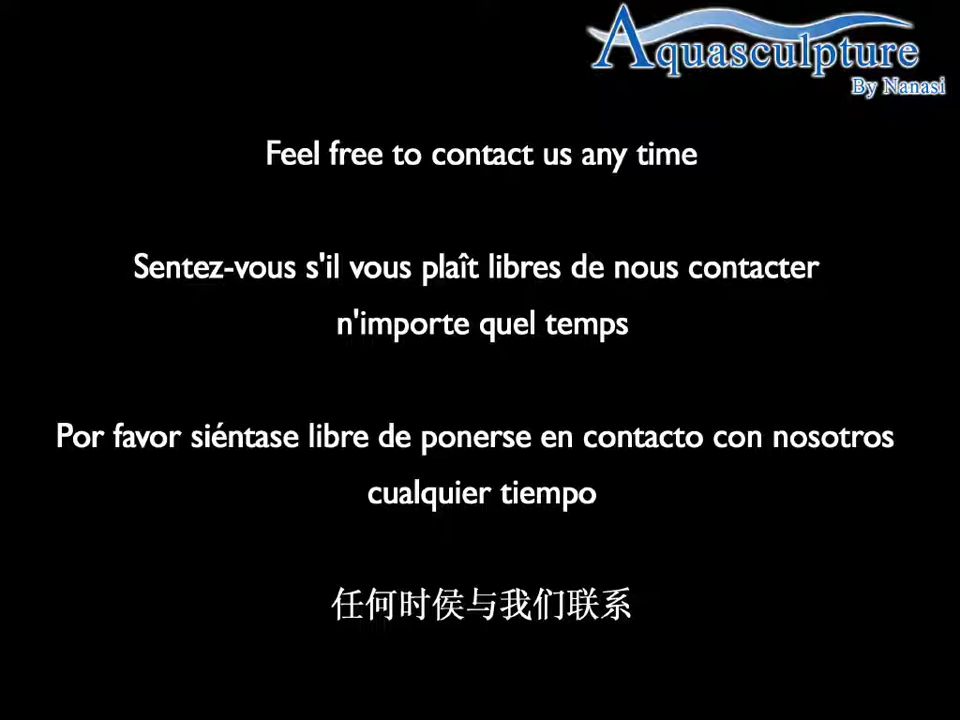 Aquasculpture
By Nanasi
Feel free to contact us any time
Sentez-vous s'il vous plaît libres de nous contacter
n'importe quel temps
Por favor siéntase libre de ponerse en contacto con nosotros
cualquier tiempo
任何时侯与我们联系